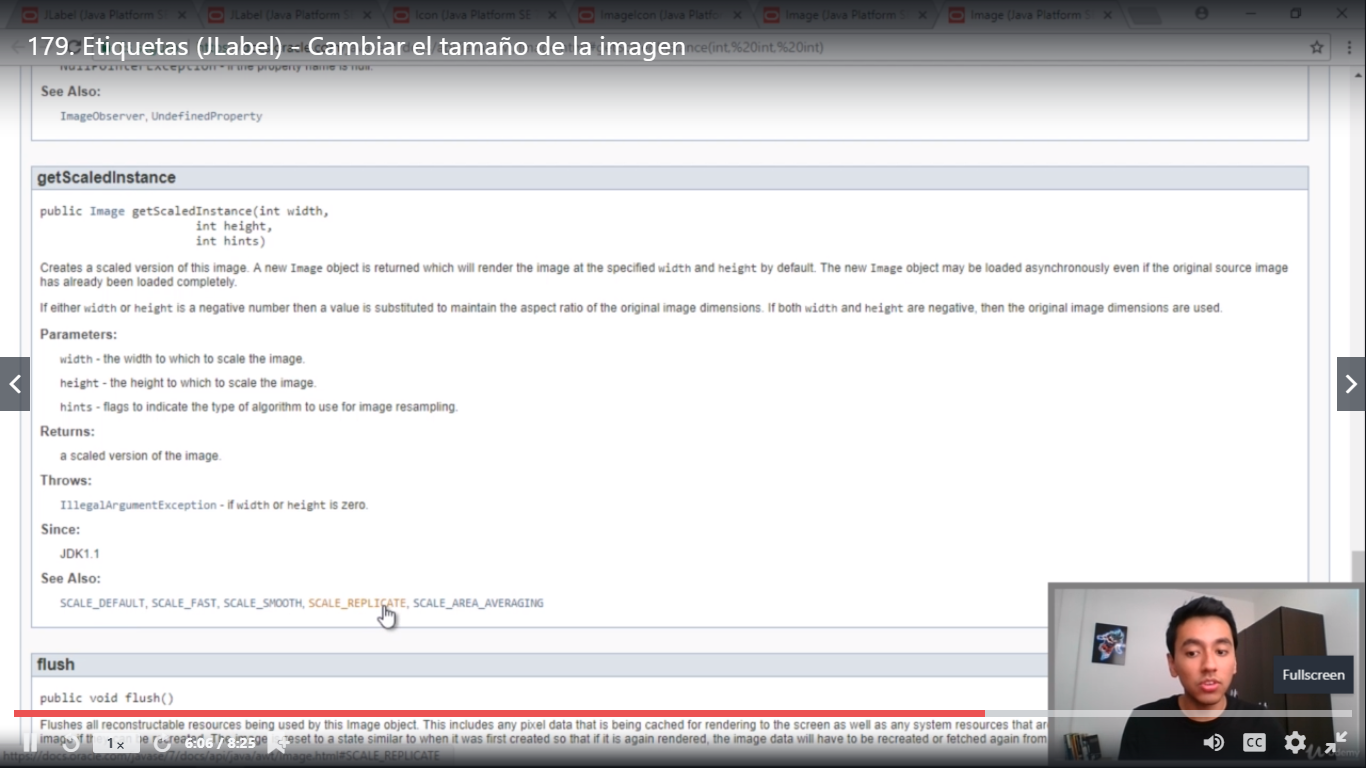 JLabel (Java Platform S
JLabel (Java Platform S
Icon (Java Platform SE
ImageIcon (Java Platfo
Image (Java Platform S
Image (Java Platform S
179. Etiquetas (JLabel) - Cambiar el tamaño de la imagen
nce(int,%20int,%20int)
NullPointerException - if the property name is null.
See Also:
ImageObserver, UndefinedProperty
getScaledInstance
public Image getScaledInstance(int width,
int height,
int hints)
Creates a scaled version of this image. A new Image object is returned which will render the image at the specified width and height by default. The new Image object may be loaded asynchronously even if the original source image
has already been loaded completely.
If either width or height is a negative number then a value is substituted to maintain the aspect ratio of the original image dimensions. If both width and height are negative, then the original image dimensions are used.
Parameters:
width - the width to which to scale the image.
height - the height to which to scale the image.
hints - flags to indicate the type of algorithm to use for image resampling.
Returns:
a scaled version of the image.
Throws:
IllegalArgumentException - if width or height is zero.
Since:
JDK1.1
See Also:
SCALE_DEFAULT, SCALE_FAST, SCALE_SMOOTH, SCALE_REPLICATE, SCALE_AREA_AVERAGING
flush
Fullscreen
public void flush()
Flushes all reconstructable resources being used by this Image object. This includes any pixel data that is being cached for rendering to the screen as well as any system resources that are
image if they can be recreated. The image is reset to a state similar to when it was first created so that if it is again rendered, the image data will have to be recreated or fetched again from
1x
6:06 / 8:25
CC
https://docs.oracle.com/javase/7/docs/api/java/awt/Image.html#SCALE_REPLICATE